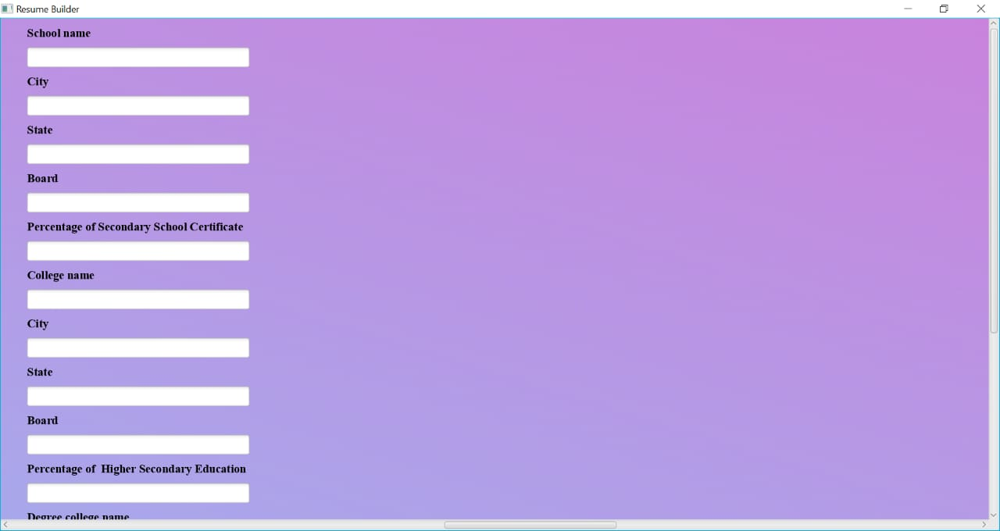 Resume Builder
School name
City
State
Board
Percentage of Secondary School Certificate
College name
City
State
Board
Percentage of  Higher Secondary Education
Degree college name